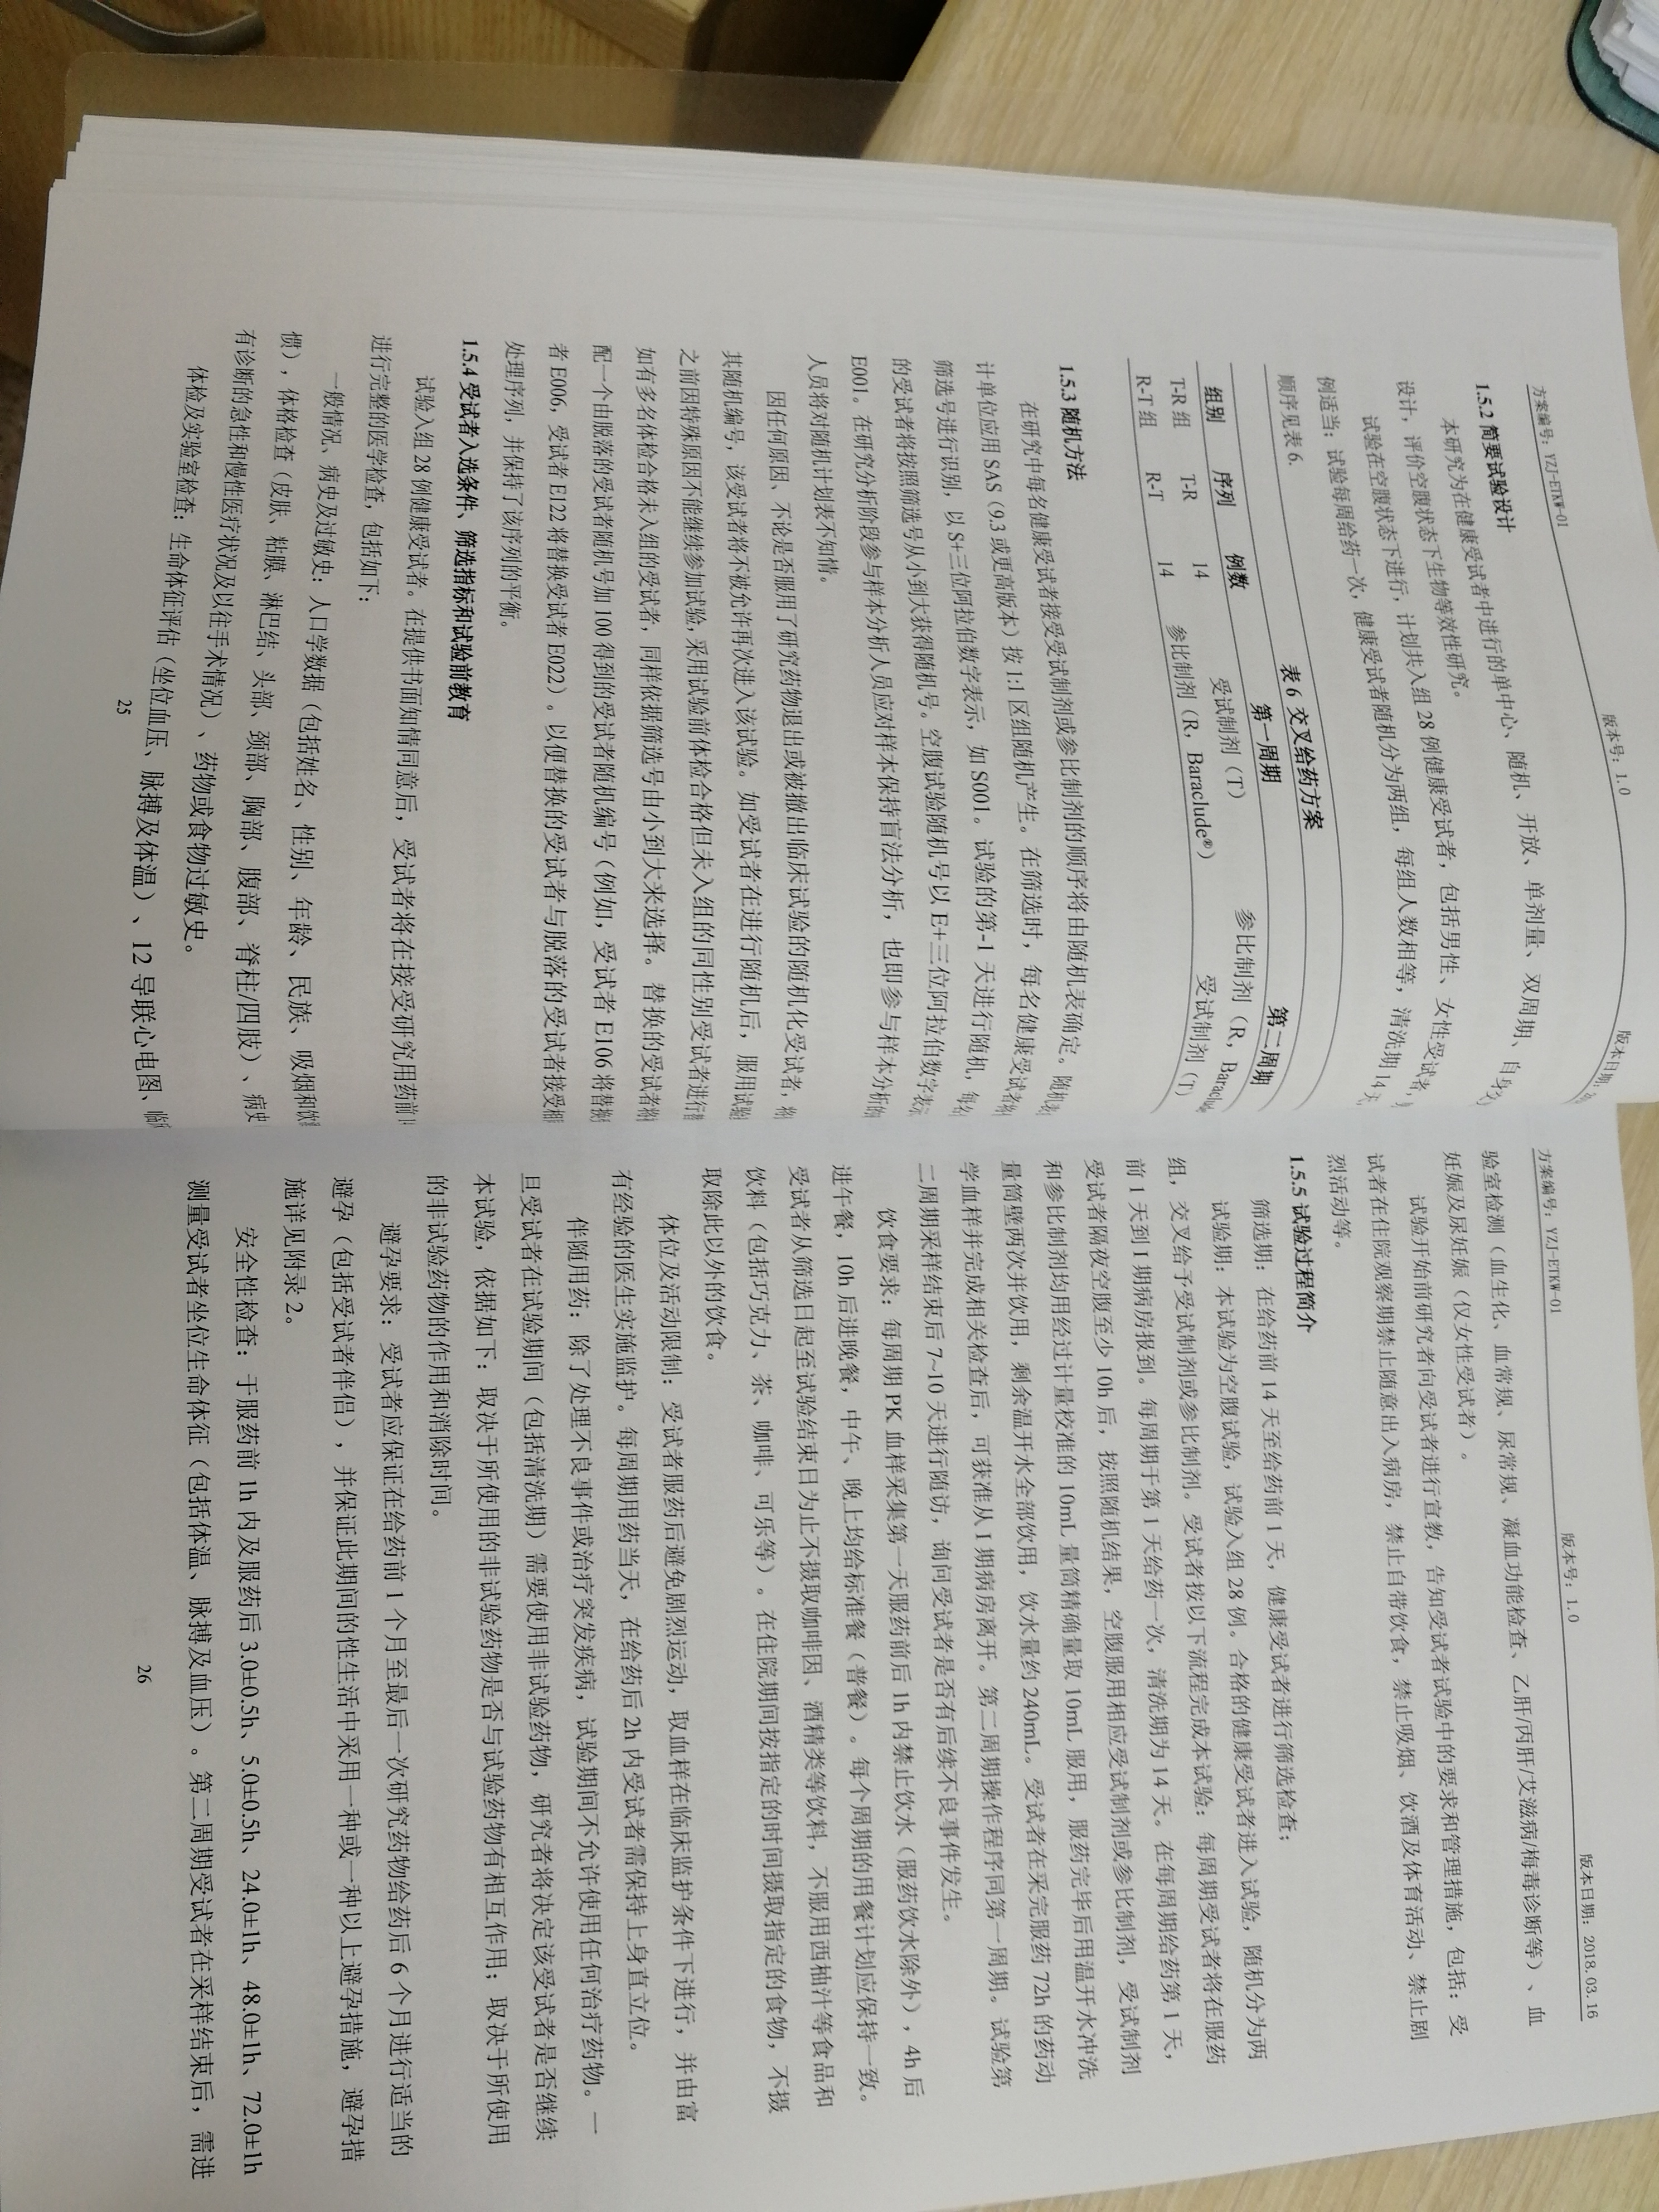 方案编号：YZJ-ETKW-01 版本号：1.0 版本日期：
1.5.2 简要试验设计
本研究为在健康受试者中进行的单中心、随机、开放、单剂量、双周期、自身交
设计，评价空腹状态下生物等效性研究。
试验在空腹状态下进行，计划共入组 28 例健康受试者，包括男性、女性受试者，
例适当；试验每周给药一次，健康受试者随机分为两组，每组人数相等，清洗期 14 天，
顺序见表 6.
表 6 交叉给药方案
组别 序列 例数 第一周期 第二周期
T-R 组 T-R 14 受试制剂（T） 参比制剂（R，Baraclude
R-T 组 R-T 14 参比制剂（R，Baraclude®） 受试制剂（T）
1.5.3 随机方法
在研究中每名健康受试者接受受试制剂或参比制剂的顺序将由随机表确定。随机表
计单位应用 SAS（9.3 或更高版本）按 1:1 区组随机产生。在筛选时，每名健康受试者将
筛选号进行识别，以 S+三位阿拉伯数字表示，如 S001。试验的第-1 天进行随机，每名
的受试者将按照筛选号从小到大获得随机号。空腹试验随机号以 E+三位阿拉伯数字表示
E001。在研究分析阶段参与样本分析人员应对样本保持盲法分析，也即参与样本分析的
人员将对随机计划表不知情。
因任何原因、不论是否服用了研究药物退出或被撤出临床试验的随机化受试者，将
其随机编号，该受试者将不被允许再次进入该试验。如受试者在进行随机后，服用试验
之前因特殊原因不能继续参加试验，采用试验前体检合格但未入组的同性别受试者进行替
如有多名体检合格未入组的受试者，同样依据筛选号由小到大来选择。替换的受试者将
配一个由脱落的受试者随机号加 100 得到的受试者随机编号（例如，受试者 E106 将替换
者 E006，受试者 E122 将替换受试者 E022）。以便替换的受试者与脱落的受试者接受相
处理序列，并保持了该序列的平衡。
1.5.4 受试者入选条件、筛选指标和试验前教育
试验入组 28 例健康受试者。在提供书面知情同意后，受试者将在接受研究用药前
进行完整的医学检查，包括如下：
一般情况、病史及过敏史：人口学数据（包括姓名、性别、年龄、民族、吸烟和饮
惯），体格检查（皮肤、粘膜、淋巴结、头部、颈部、胸部、腹部、脊柱/四肢）、病史
有诊断的急性和慢性医疗状况及以往手术情况）、药物或食物过敏史。
体检及实验室检查：生命体征评估（坐位血压、脉搏及体温）、12 导联心电图、临
25
方案编号：YZJ-ETKW-01 版本号：1.0 版本日期：2018.03.16
验室检测（血生化、血常规、尿常规、凝血功能检查、乙肝/丙肝/艾滋病/梅毒诊断等）、血
妊娠及尿妊娠（仅女性受试者）。
试验开始前研究者向受试者进行宣教，告知受试者试验中的要求和管理措施，包括：受
试者在住院观察期禁止随意出入病房，禁止自带饮食，禁止吸烟、饮酒及体育活动、禁止剧
烈活动等。
1.5.5 试验过程简介
筛选期：在给药前 14 天至给药前 1 天，健康受试者进行筛选检查；
试验期：本试验为空腹试验，试验入组 28 例。合格的健康受试者进入试验，随机分为两
组，交叉给予受试制剂或参比制剂。受试者按以下流程完成本试验：每周期受试者将在服药
前 1 天到 I 期病房报到。每周期于第 1 天给药一次，清洗期为 14 天。在每周期给药第 1 天，
受试者隔夜空腹至少 10h 后，按照随机结果，空腹服用相应受试制剂或参比制剂，受试制剂
和参比制剂均用经过计量校准的 10mL 量筒精确量取 10mL 服用，服药完毕后用温开水冲洗
量筒壁两次并饮用，剩余温开水全部饮用，饮水量约 240mL。受试者在采完服药 72h 的药动
学血样并完成相关检查后，可获准从 I 期病房离开。第二周期操作程序同第一周期。试验第
二周期采样结束后 7~10 天进行随访，询问受试者是否有后续不良事件发生。
饮食要求：每周期 PK 血样采集第一天服药前后 1h 内禁止饮水（服药饮水除外），4h 后
进午餐，10h 后进晚餐，中午、晚上均给标准餐（普餐）。每个周期的用餐计划应保持一致。
受试者从筛选日起至试验结束日为止不摄取咖啡因、酒精类等饮料，不服用西柚汁等食品和
饮料（包括巧克力、茶、咖啡、可乐等）。在住院期间按指定的时间摄取指定的食物，不摄
取除此以外的饮食。
体位及活动限制：受试者服药后避免剧烈运动，取血样在临床监护条件下进行，并由富
有经验的医生实施监护。每周期用药当天，在给药后 2h 内受试者需保持上身直立位。
伴随用药：除了处理不良事件或治疗突发疾病，试验期间不允许使用任何治疗药物。一
旦受试者在试验期间（包括清洗期）需要使用非试验药物，研究者将决定该受试者是否继续
本试验，依据如下：取决于所使用的非试验药物是否与试验药物有相互作用；取决于所使用
的非试验药物的作用和消除时间。
避孕要求：受试者应保证在给药前 1 个月至最后一次研究药物给药后 6 个月进行适当的
避孕（包括受试者伴侣），并保证此期间的性生活中采用一种或一种以上避孕措施，避孕措
施详见附录 2。
安全性检查：于服药前 1h 内及服药后 3.0±0.5h、5.0±0.5h、24.0±1h、48.0±1h、72.0±1h
测量受试者坐位生命体征（包括体温、脉搏及血压）。第二周期受试者在采样结束后，需进
26